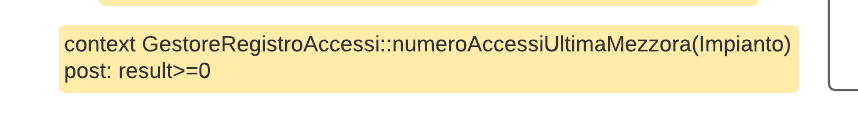 context GestoreRegistroAccessi::numeroAccessiUltimaMezzora(Impianto)
post: result>=0